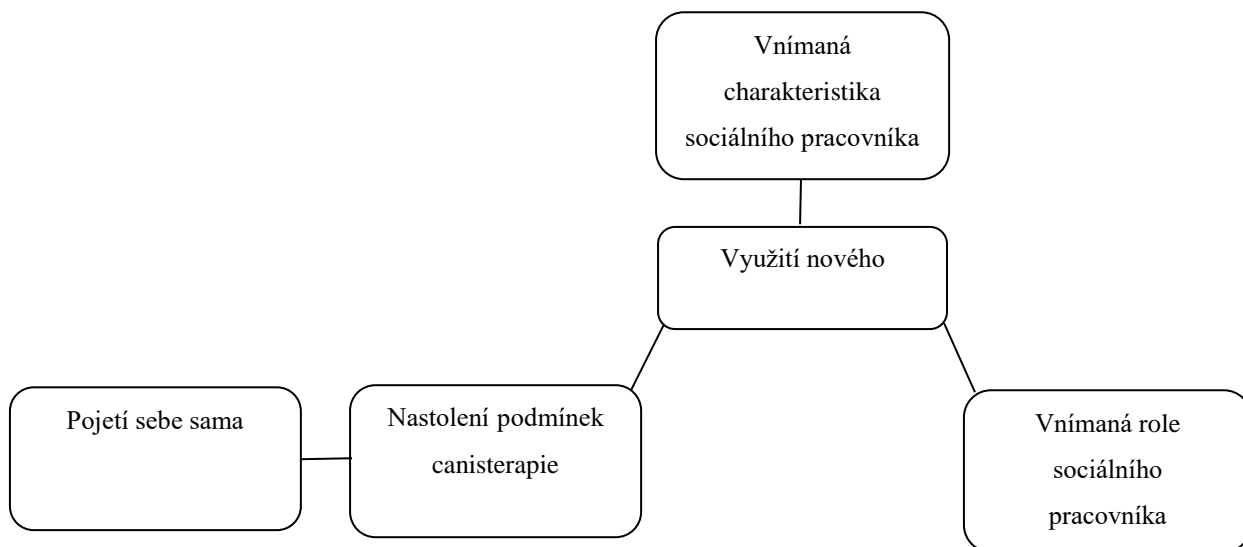 Vnímaná
charakteristika
sociálního pracovníka
Využití nového
Pojetí sebe sama
Nastolení podmínek
canisterapie
Vnímaná role
sociálního
pracovníka